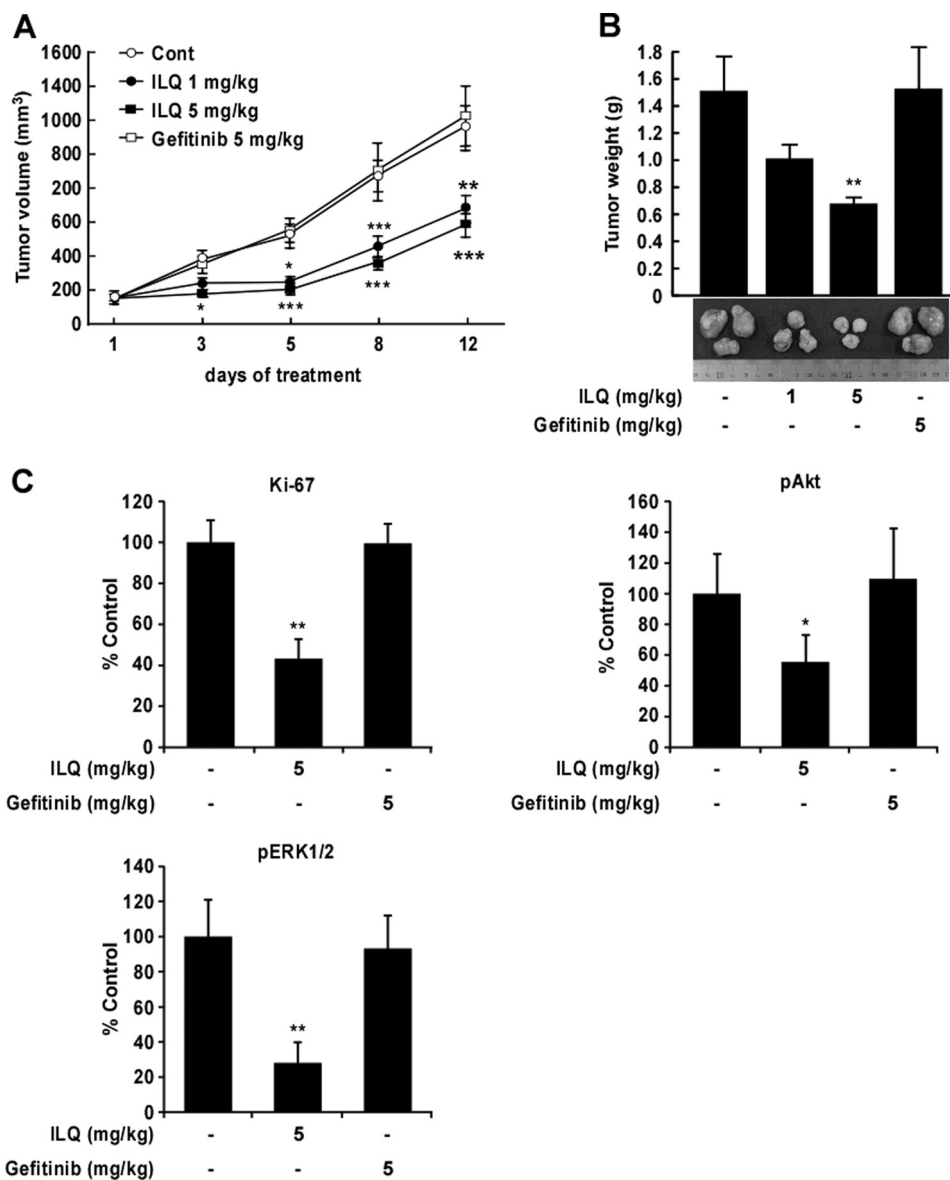 A
Cont
ILQ 1 mg/kg
ILQ 5 mg/kg
Gefitinib 5 mg/kg
Tumor volume (mm³)
1600
1400
1000
800
200
600
400
200
0
** 
***
*
***
***
*
***
1 3 5 8 12
days of treatment
B
Tumor weight (g)
1.8
1.6
1.4
1.2
1.0
0.8
0.6
1.4
1.2
0
**
ILQ (mg/kg) - 1 5 -
Gefitinib (mg/kg) - - - 5
C
Ki-67
% Control
120
100
80
60
40
20
0
**
ILQ (mg/kg) - 5 -
Gefitinib (mg/kg) - - 5
pAkt
% Control
160
140
120
100
80
60
40
20
0
*
ILQ (mg/kg) - 5 -
Gefitinib (mg/kg) - - 5
pERK1/2
% Control
140
120
100
80
60
40
20
0
**
ILQ (mg/kg) - 5 -
Gefitinib (mg/kg) - - 5